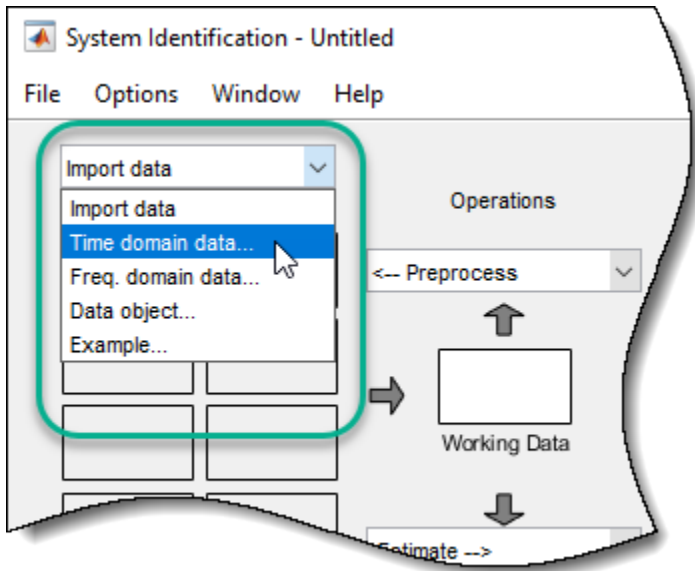 System Identification - Untitled
File Options Window Help
Import data
Import data
Time domain data...
Freq. domain data...
Data object...
Example...
Operations
<-- Preprocess
Working Data
Estimate -->